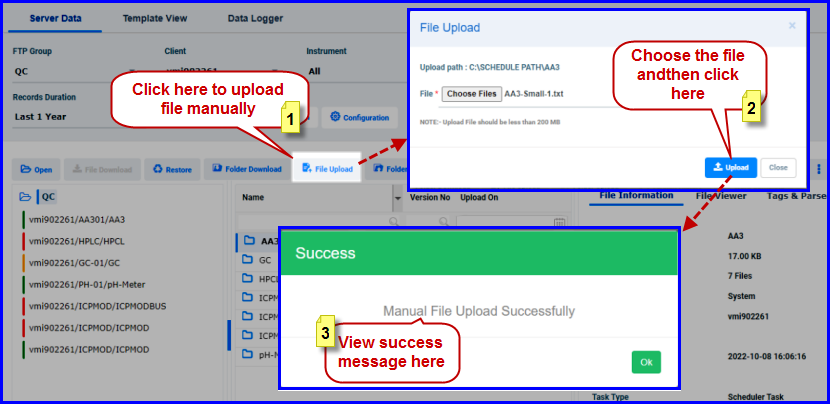 Server Data
Template View
Data Logger
FTP Group
Client
Instrument
QC
vmi902261
All
Records Duration
Last 1 Year
Configuration
Click here to upload
file manually
1
File Upload
×
Upload path : C:\SCHEDULE PATH\AA3
File * Choose Files AA3-Small-1.txt
NOTE:- Upload File should be less than 200 MB
Upload
Close
Choose the file
andthen click
here
2
Open
File Download
Restore
Folder Download
File Upload
Folder
QC
vmi902261/AA301/AA3
vmi902261/HPLC/HPCL
vmi902261/GC-01/GC
vmi902261/PH-01/pH-Meter
vmi902261/ICPMOD/ICPMODBUS
vmi902261/ICPMOD/ICPMOD
vmi902261/ICPMOD/ICPMOD
vmi902261/ICPMOD/ICPMOD
Name
Version No
Upload On
AA3
GC
HPCL
ICPM
ICPM
ICPM
pH-M
File Information
File Viewer
Tags & Parse
AA3
17.00 KB
7 Files
System
vmi902261
2022-10-08 16:06:16
Task Type
Scheduler Task
Success
Manual File Upload Successfully
Ok
3
View success
message here